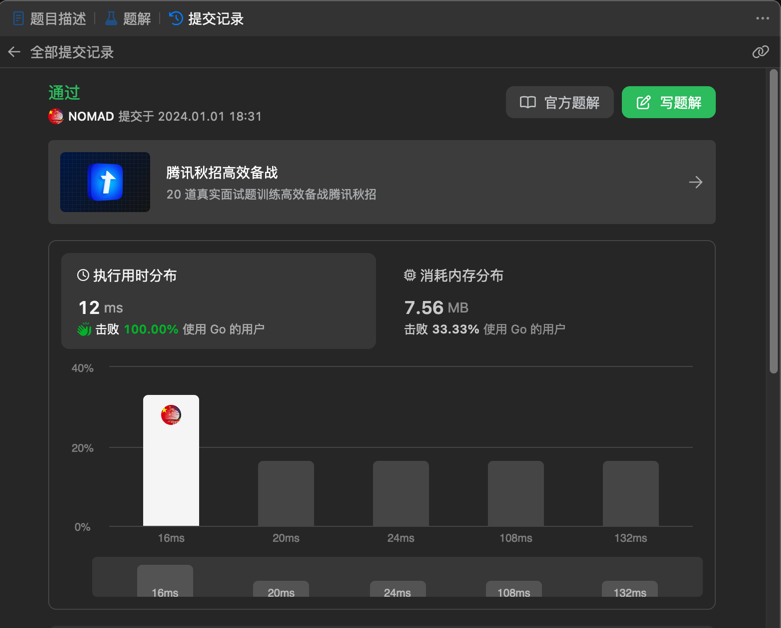 题目描述 题解 提交记录
全部提交记录
通过
NOMAD 提交于 2024.01.01 18:31
官方题解
写题解
腾讯秋招高效备战
20 道真实面试题训练高效备战腾讯秋招
执行用时分布
12 ms
击败 100.00% 使用 Go 的用户
消耗内存分布
7.56 MB
击败 33.33% 使用 Go 的用户
40%
20%
0%
16ms 20ms 24ms 108ms 132ms
16ms 20ms 24ms 108ms 132ms